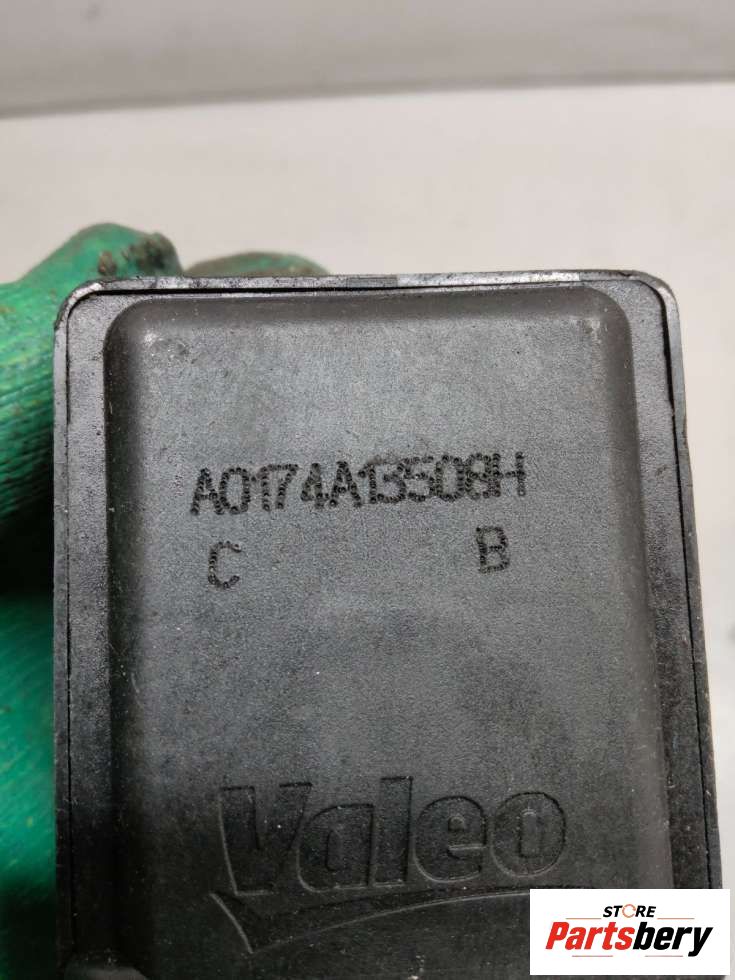 A0174A13508H
C B
Valeo
STORE
Partsbery